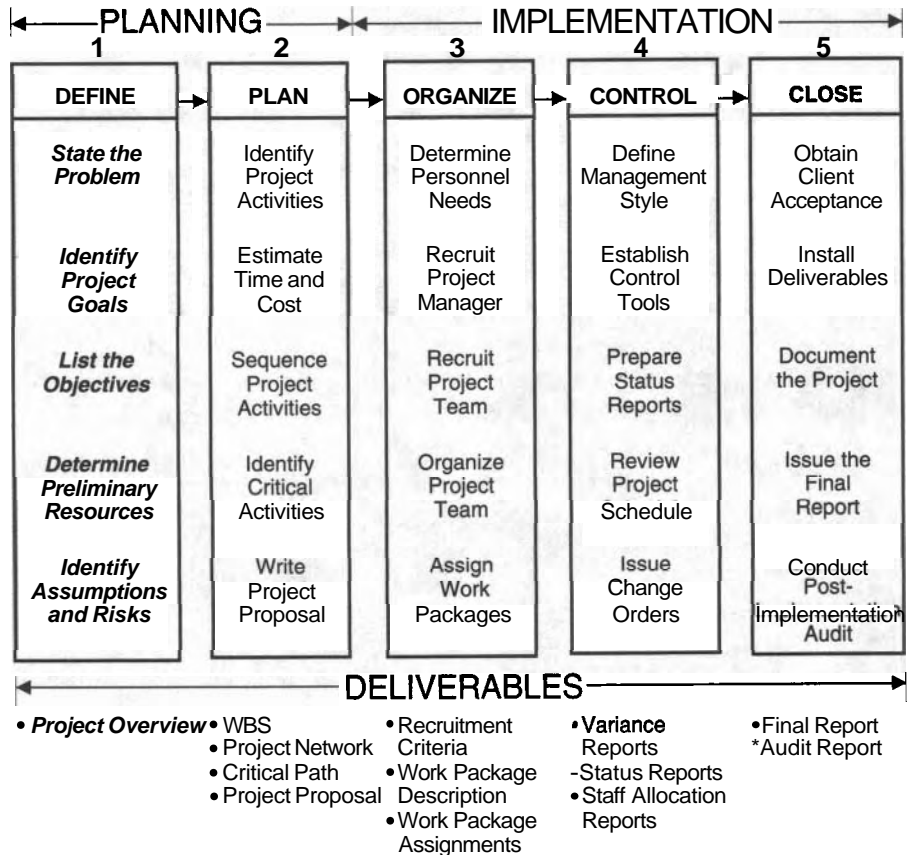 PLANNING
IMPLEMENTATION
1
2
3
4
5
DEFINE
PLAN
ORGANIZE
CONTROL
CLOSE
State the
Problem
Identify
Project
Goals
List the
Objectives
Determine
Preliminary
Resources
Identify
Assumptions
and Risks
Identify
Project
Activities
Estimate
Time and
Cost
Sequence
Project
Activities
Identify
Critical
Activities
Write
Project
Proposal
Determine
Personnel
Needs
Recruit
Project
Manager
Recruit
Project
Team
Organize
Project
Team
Assign
Work
Packages
Define
Management
Style
Establish
Control
Tools
Prepare
Status
Reports
Review
Project
Schedule
Issue
Change
Orders
Obtain
Client
Acceptance
Install
Deliverables
Document
the Project
Issue the
Final
Report
Conduct
Post-
Implementation
Audit
DELIVERABLES
• Project Overview
• WBS
• Project Network
• Critical Path
• Project Proposal
• Recruitment
Criteria
• Work Package
Description
• Work Package
Assignments
• Variance
Reports
-Status Reports
• Staff Allocation
Reports
• Final Report
*Audit Report